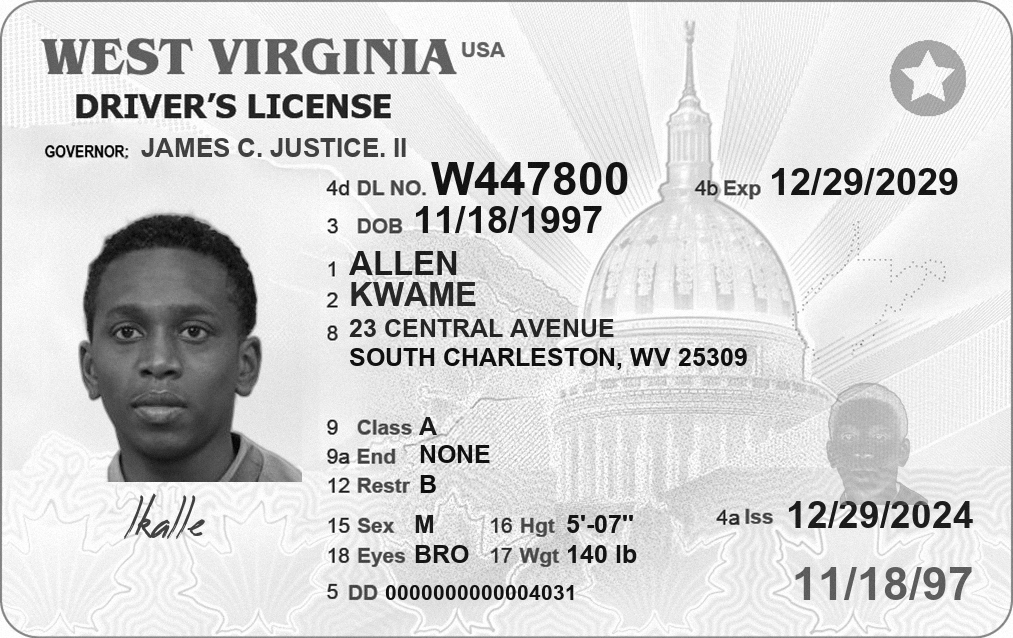 WEST VIRGINIA USA
DRIVER'S LICENSE
GOVERNOR: JAMES C. JUSTICE. II
4d DL NO. W447800 4b Exp 12/29/2029
3 DOB 11/18/1997
1 ALLEN
2 KWAME
8 23 CENTRAL AVENUE
SOUTH CHARLESTON, WV 25309
9 Class A
9a End NONE
12 Restr B
15 Sex M 16 Hgt 5'-07"
18 Eyes BRO 17 Wgt 140 lb
5 DD 0000000000004031
4a Iss 12/29/2024
11/18/97